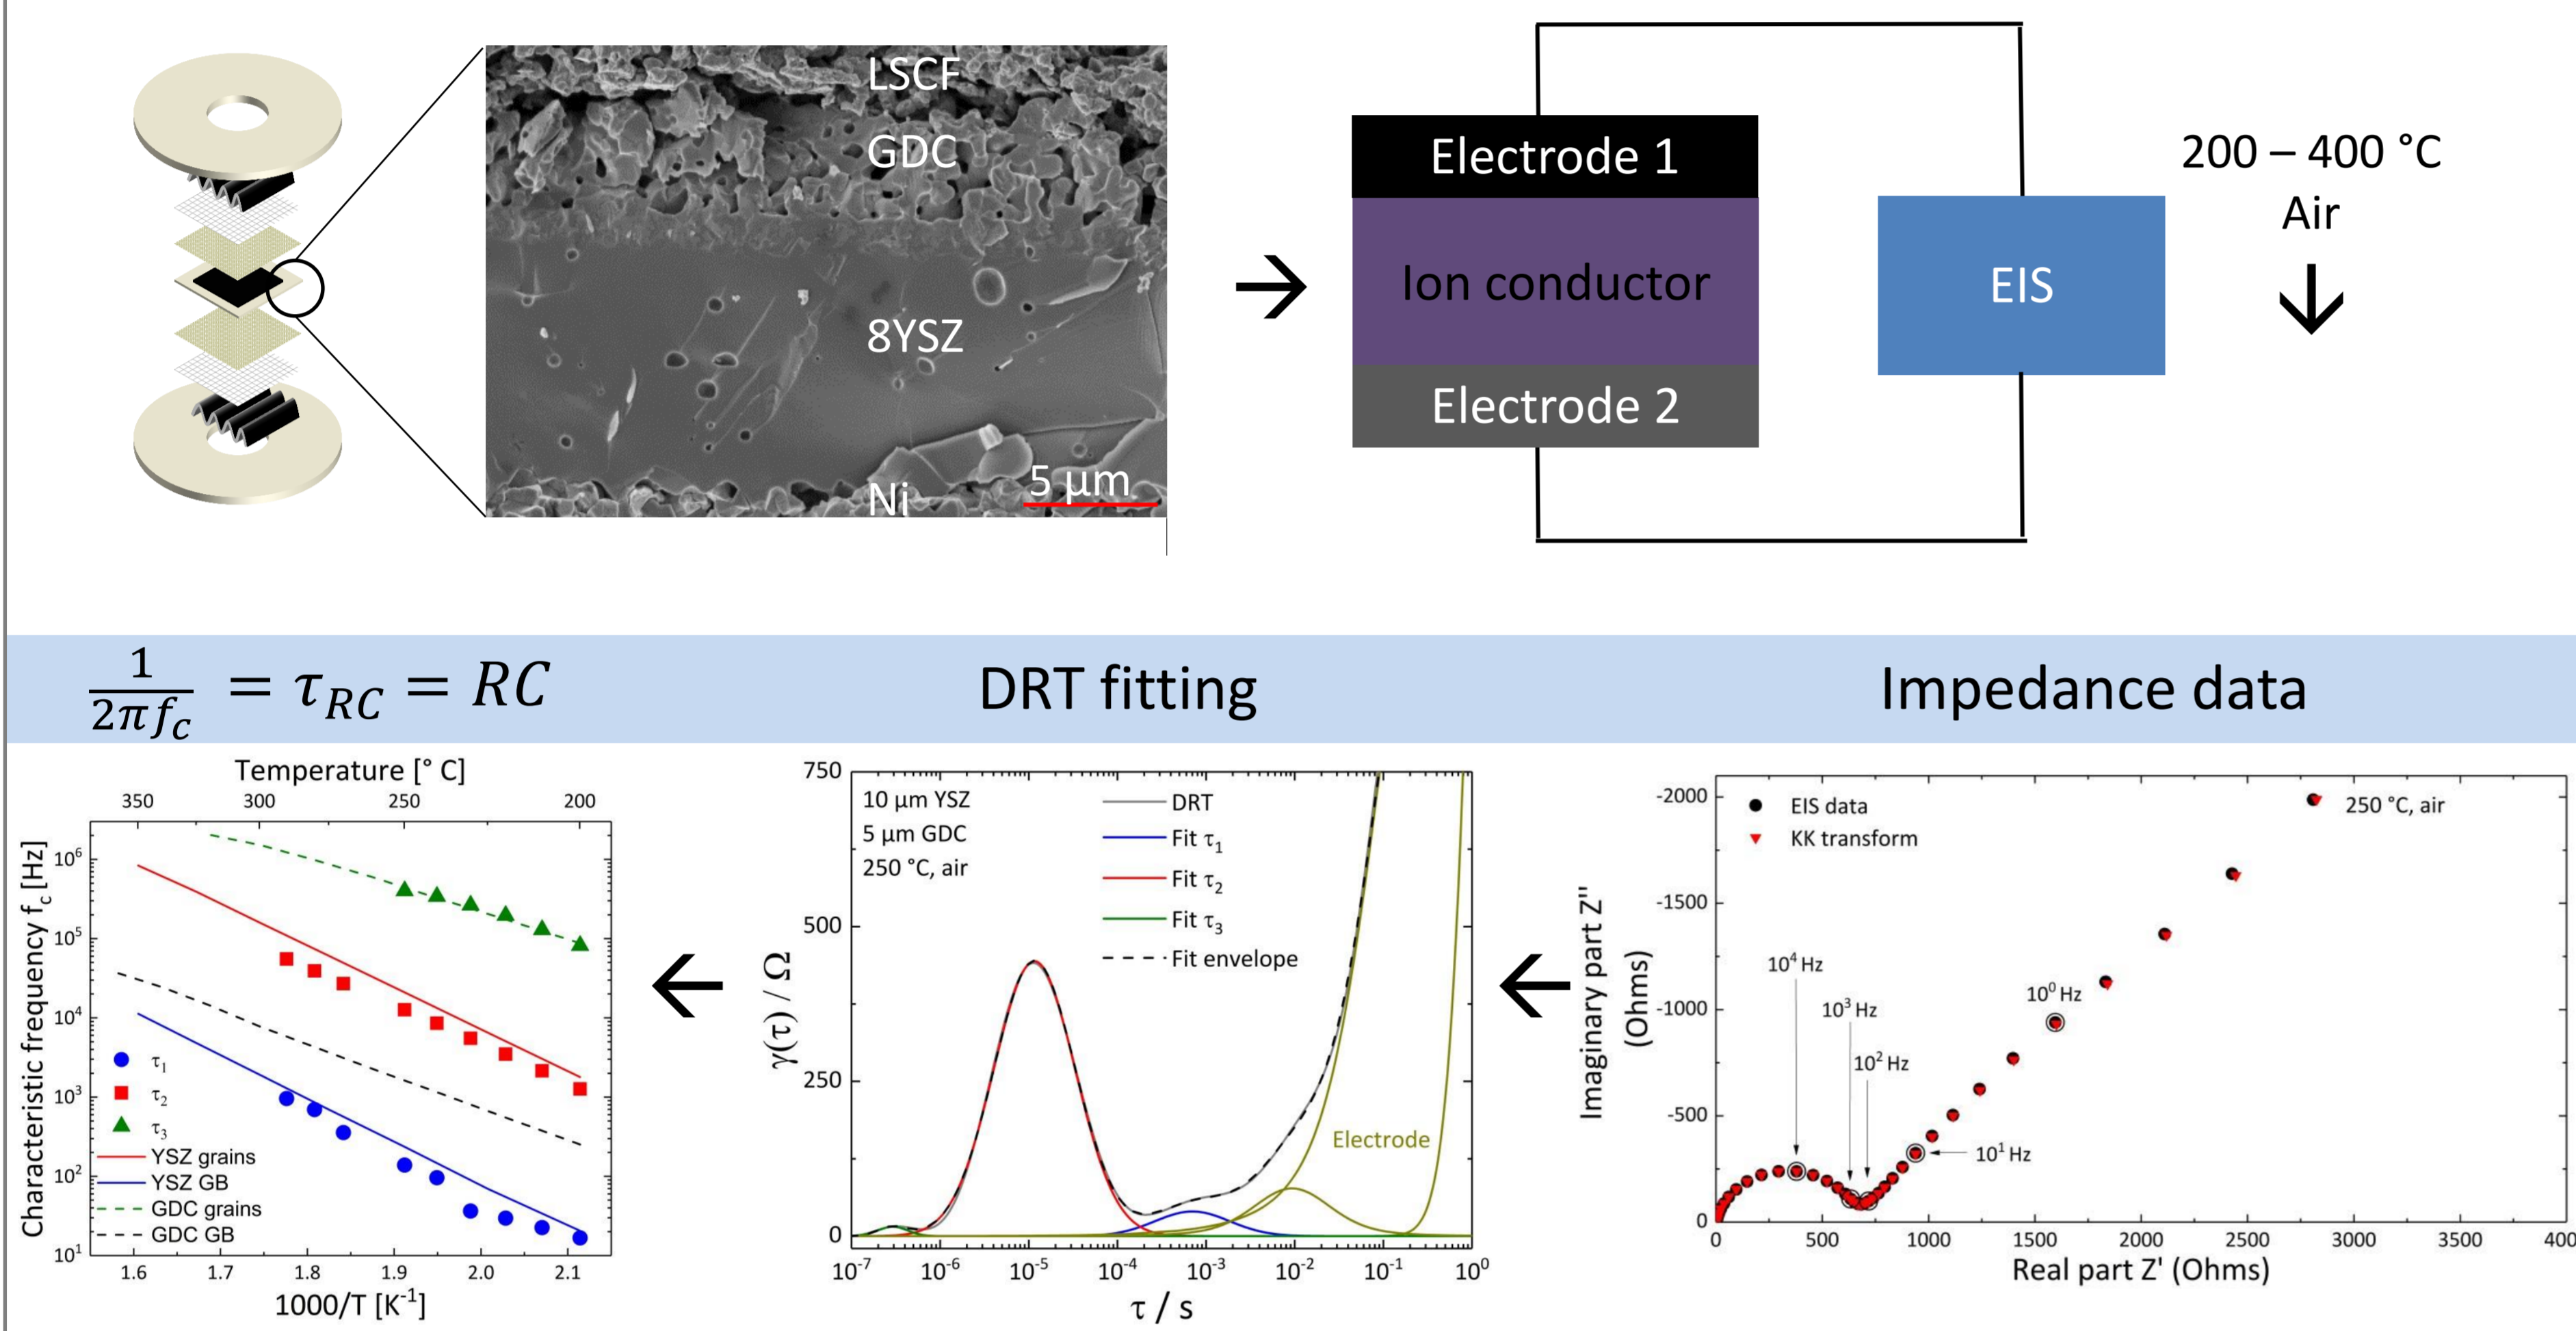 LSCF
GDC
8YSZ
Ni
5 µm
Electrode 1
Ion conductor
Electrode 2
EIS
200 – 400 °C
Air
1/(2πf_c) = τ_RC = RC
DRT fitting
Impedance data
Temperature [° C]
350 300 250 200
Characteristic frequency f_c [Hz]
10^6
10^5
10^4
10^3
10^2
10^1
τ_1
τ_2
τ_3
YSZ grains
YSZ GB
GDC grains
GDC GB
1.6 1.7 1.8 1.9 2.0 2.1
1000/T [K^-1]
γ(τ) / Ω
750
500
250
0
10 µm YSZ
5 µm GDC
250 °C, air
DRT
Fit τ_1
Fit τ_2
Fit τ_3
Fit envelope
Electrode
10^-7 10^-6 10^-5 10^-4 10^-3 10^-2 10^-1 10^0
τ / s
Imaginary part Z''
(Ohms)
-2000
-1500
-1000
-500
0
EIS data
KK transform
250 °C, air
10^4 Hz
10^3 Hz
10^2 Hz
10^0 Hz
10^1 Hz
0 500 1000 1500 2000 2500 3000 3500 400
Real part Z' (Ohms)